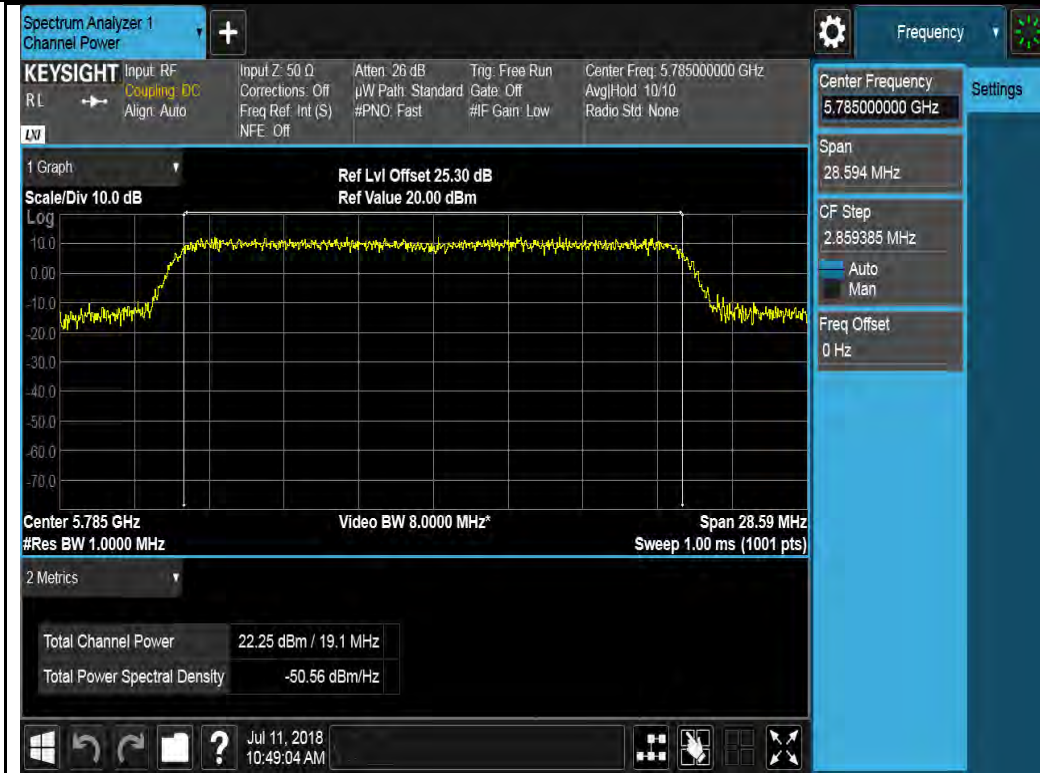 Spectrum Analyzer 1
Channel Power
+
Frequency
KEYSIGHT
RL
LXI
Input: RF
Coupling: DC
Align: Auto
Input Z: 50 Ω
Corrections: Off
Freq Ref: Int (S)
NFE: Off
Atten: 26 dB
µW Path: Standard
#PNO: Fast
Trig: Free Run
Gate: Off
#IF Gain: Low
Center Freq: 5.785000000 GHz
Avg|Hold: 10/10
Radio Std: None
Center Frequency
5.785000000 GHz
Settings
Span
28.594 MHz
CF Step
2.859385 MHz
Auto
Man
Freq Offset
0 Hz
1 Graph
Scale/Div 10.0 dB
Ref Lvl Offset 25.30 dB
Ref Value 20.00 dBm
Log
10.0
0.00
-10.0
-20.0
-30.0
-40.0
-50.0
-60.0
-70.0
Center 5.785 GHz
#Res BW 1.0000 MHz
Video BW 8.0000 MHz*
Span 28.59 MHz
Sweep 1.00 ms (1001 pts)
2 Metrics
Total Channel Power 22.25 dBm / 19.1 MHz
Total Power Spectral Density -50.56 dBm/Hz
?
Jul 11, 2018
10:49:04 AM